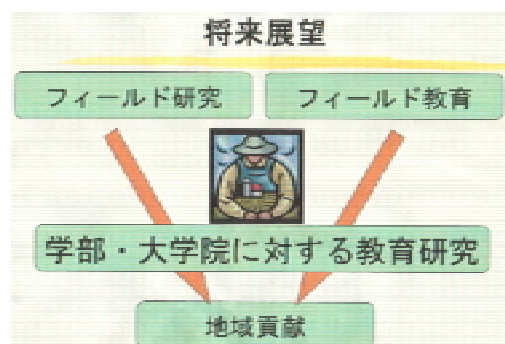 将来展望
フィールド研究
フィールド教育
学部・大学院に対する教育研究
地域貢献